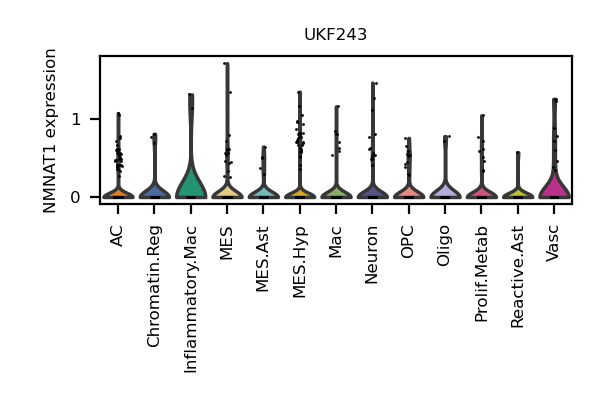 UKF243
NMNAT1 expression
1
0
AC
Chromatin.Reg
Inflammatory.Mac
MES
MES.Ast
MES.Hyp
Mac
Neuron
OPC
Oligo
Prolif.Metab
Reactive.Ast
Vasc